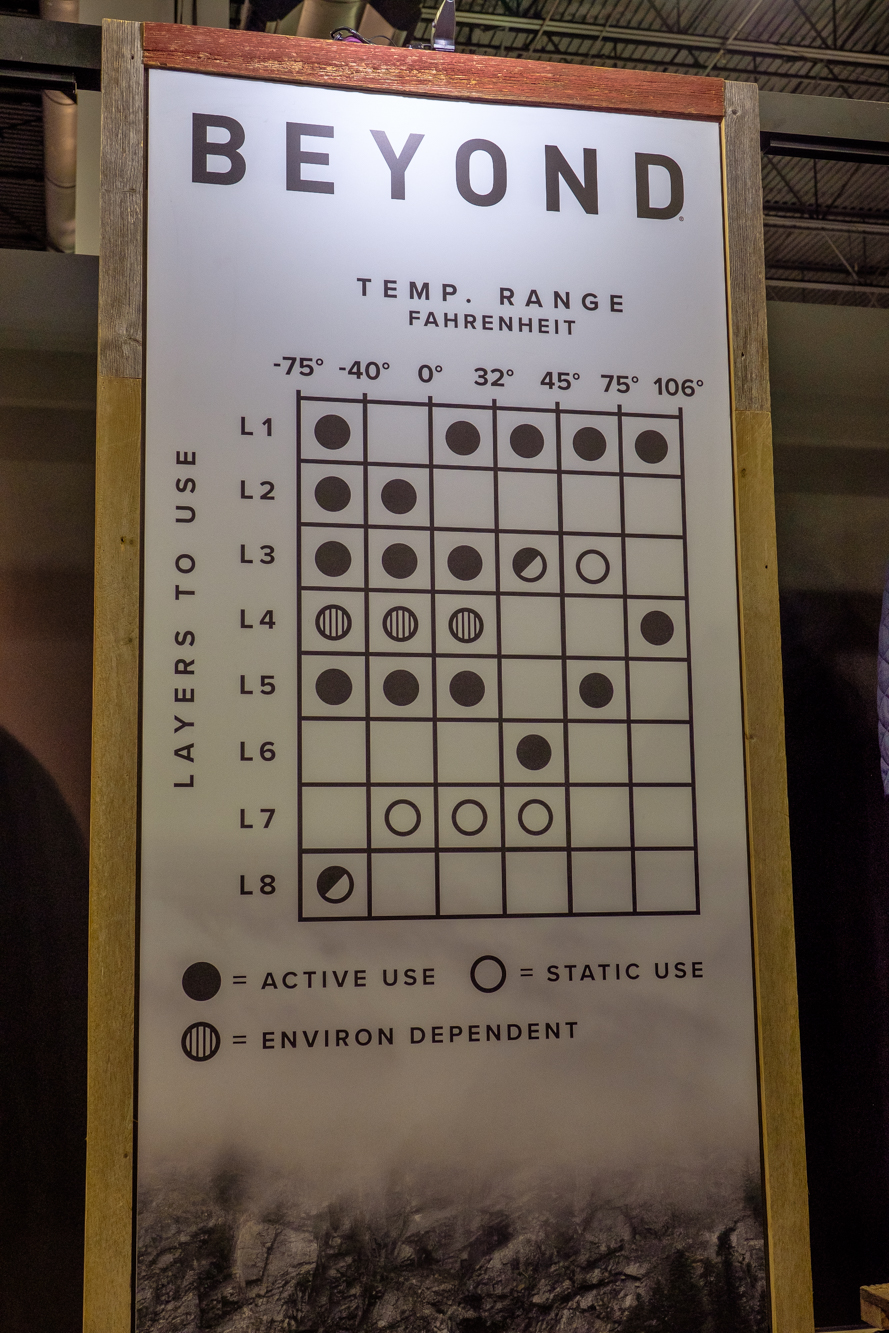 BEYOND®
TEMP. RANGE
FAHRENHEIT
-75° -40° 0° 32° 45° 75° 106°
LAYERS TO USE
L1
L2
L3
L4
L5
L6
L7
L8
= ACTIVE USE = STATIC USE
= ENVIRON DEPENDENT